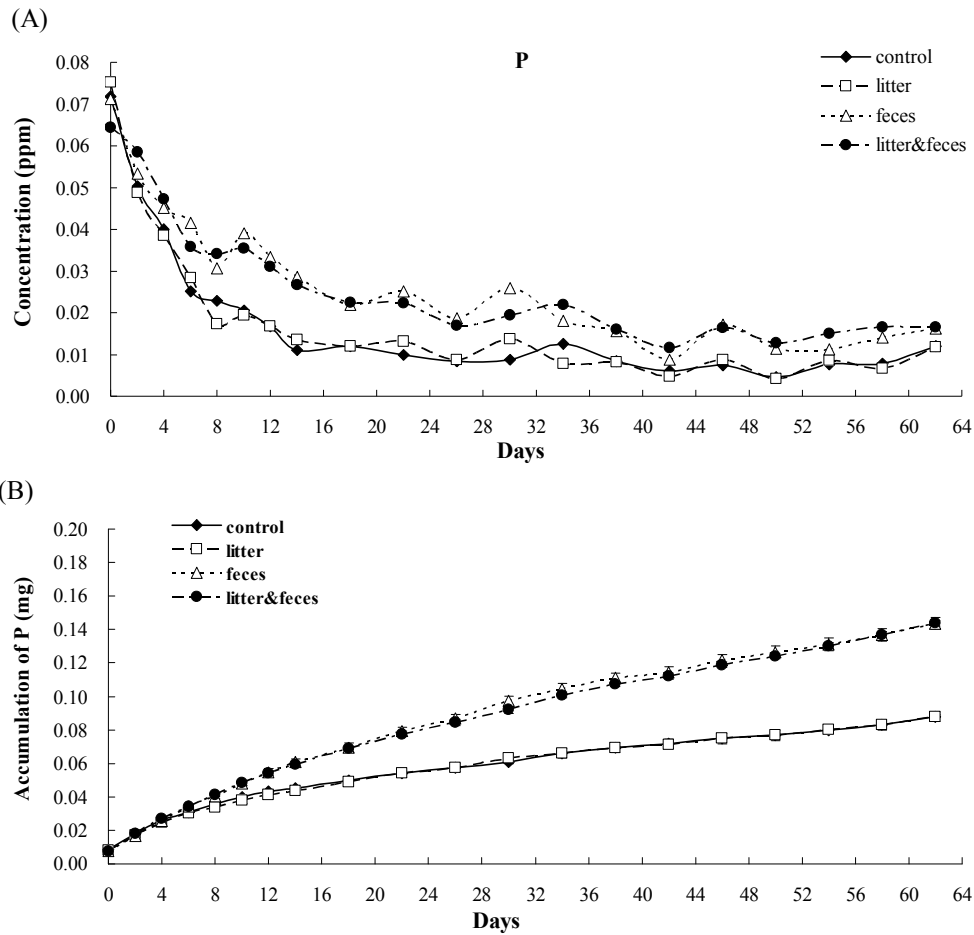 (A)
P
control
litter
feces
litter&feces
0.08
0.07
0.06
0.05
0.04
0.03
0.02
0.01
0.00
Concentration (ppm)
0 4 8 12 16 20 24 28 32 36 40 44 48 52 56 60 64
Days
(B)
control
litter
feces
litter&feces
0.20
0.18
0.16
0.14
0.12
0.10
0.08
0.06
0.04
0.02
0.00
Accumulation of P (mg)
0 4 8 12 16 20 24 28 32 36 40 44 48 52 56 60 64
Days